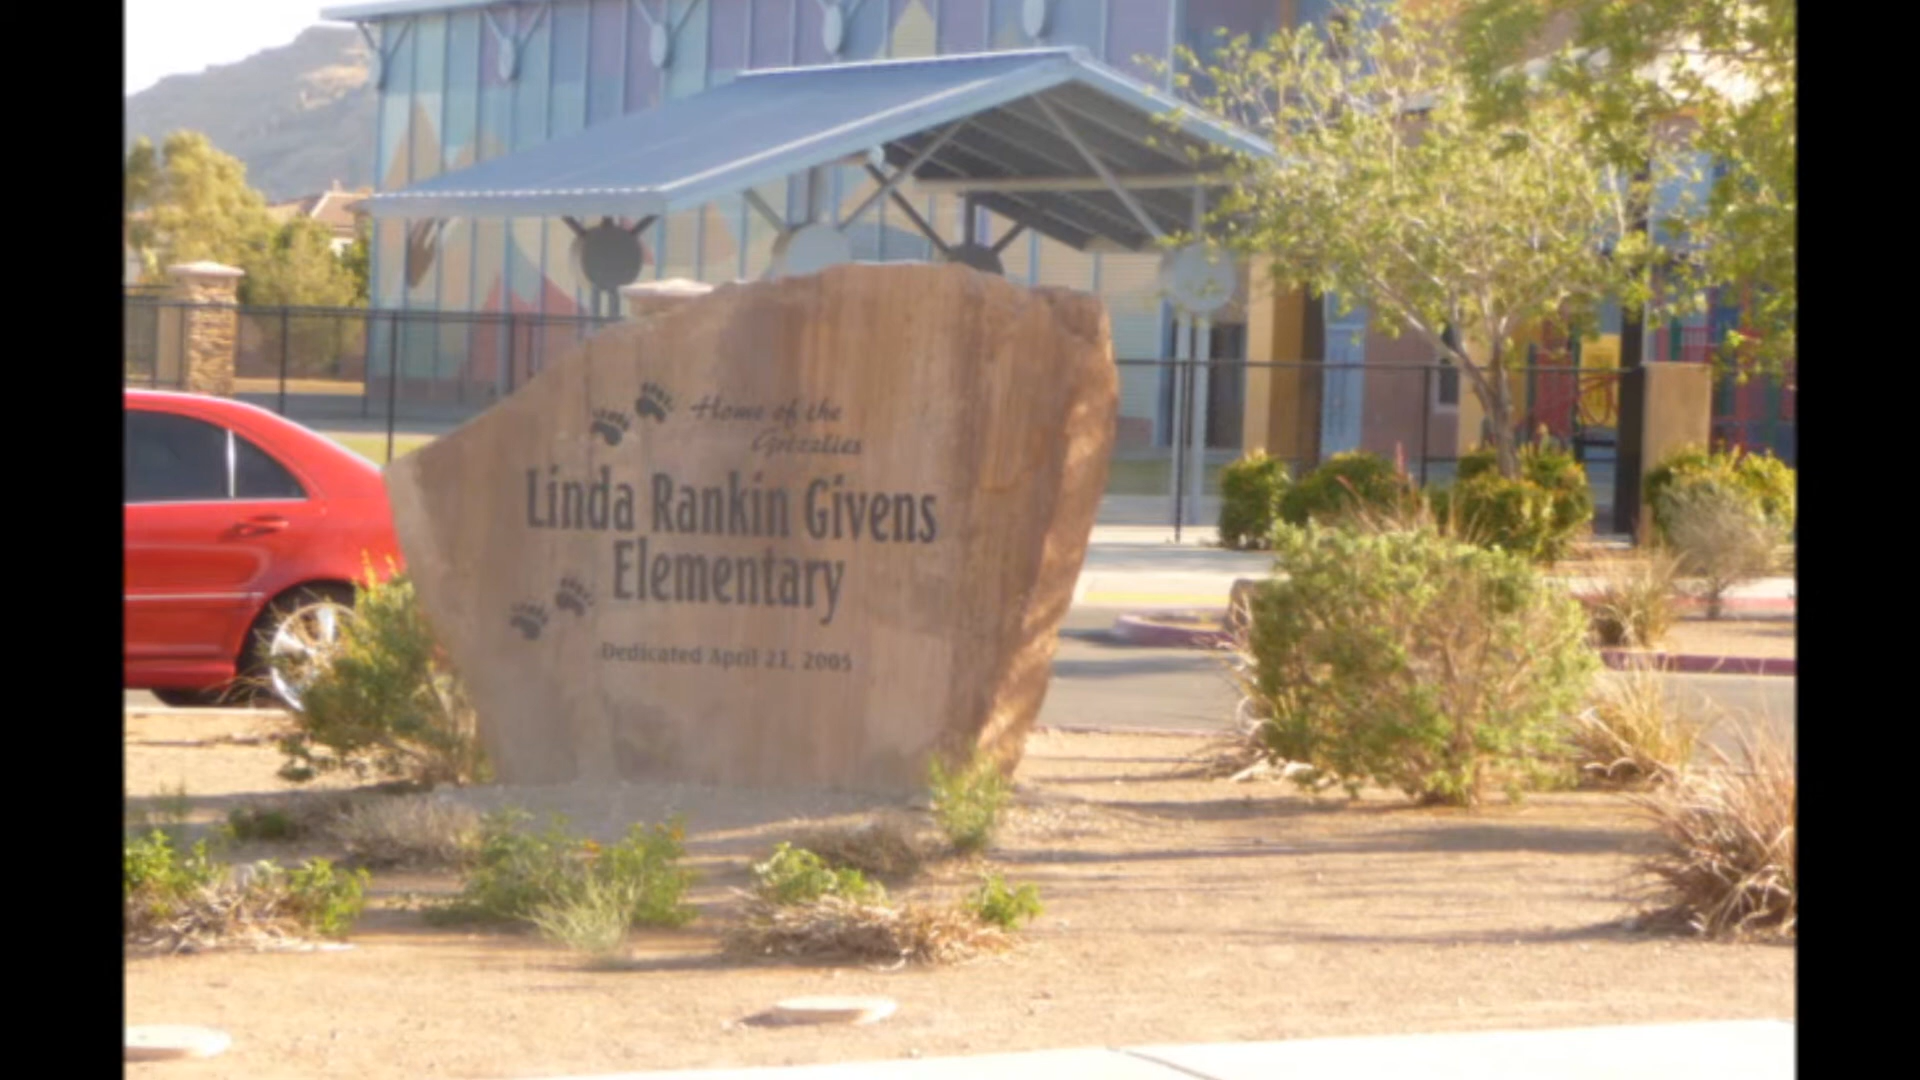 Home of the
Grizzlies
Linda Rankin Givens
Elementary
Dedicated April 21, 2005